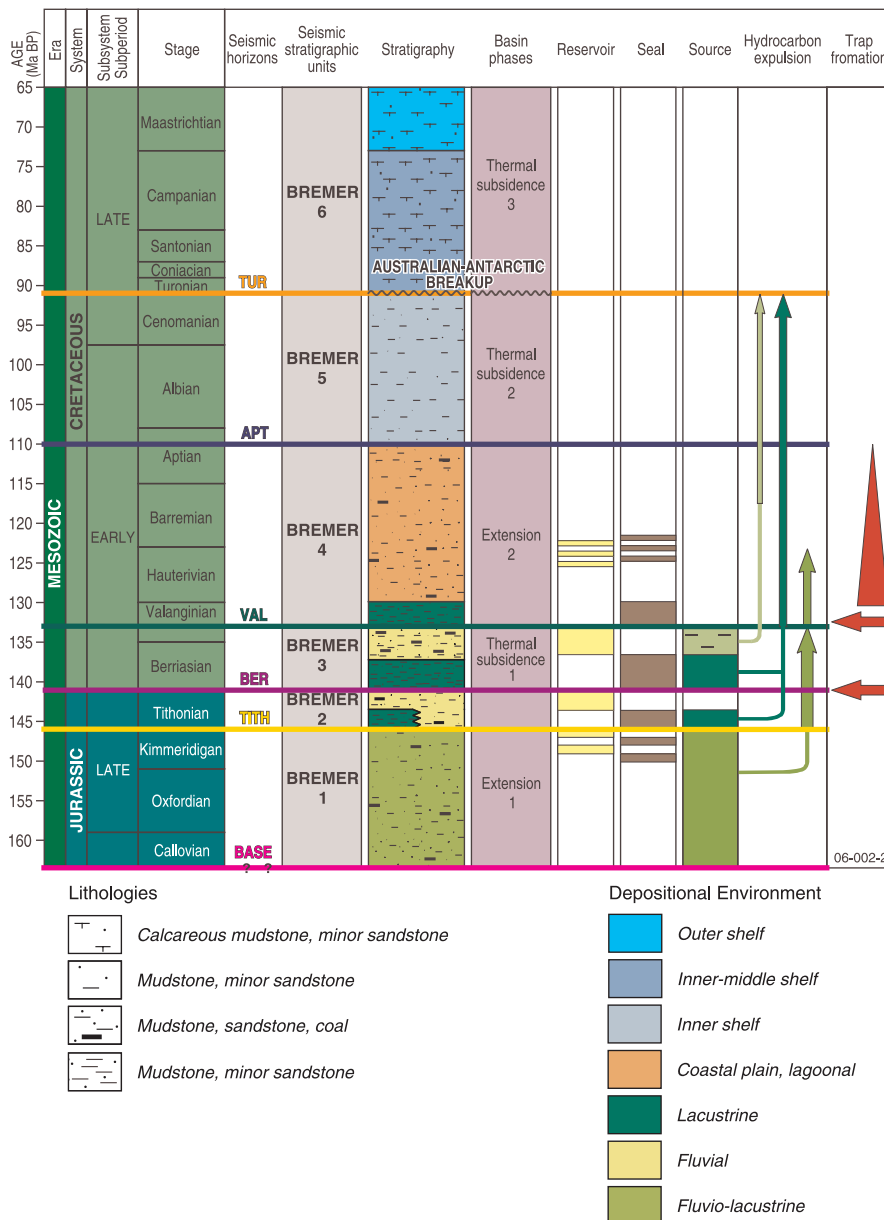 AGE
(Ma BP)
Era
System
Subsystem
Subperiod
Stage
Seismic
horizons
Seismic
stratigraphic
units
Stratigraphy
Basin
phases
Reservoir
Seal
Source
Hydrocarbon
expulsion
Trap
fromation
65
70
75
80
85
90
95
100
105
110
115
120
125
130
135
140
145
150
155
160
MESOZOIC
CRETACEOUS
JURASSIC
LATE
EARLY
LATE
Maastrichtian
Campanian
Santonian
Coniacian
Turonian
Cenomanian
Albian
Aptian
Barremian
Hauterivian
Valanginian
Berriasian
Tithonian
Kimmeridigan
Oxfordian
Callovian
TUR
APT
VAL
BER
TITH
BASE
? ?
BREMER
6
BREMER
5
BREMER
4
BREMER
3
BREMER
2
BREMER
1
AUSTRALIAN-ANTARCTIC
BREAKUP
Thermal
subsidence
3
Thermal
subsidence
2
Extension
2
Thermal
subsidence
1
Extension
1
06-002-2
Lithologies
Calcareous mudstone, minor sandstone
Mudstone, minor sandstone
Mudstone, sandstone, coal
Mudstone, minor sandstone
Depositional Environment
Outer shelf
Inner-middle shelf
Inner shelf
Coastal plain, lagoonal
Lacustrine
Fluvial
Fluvio-lacustrine